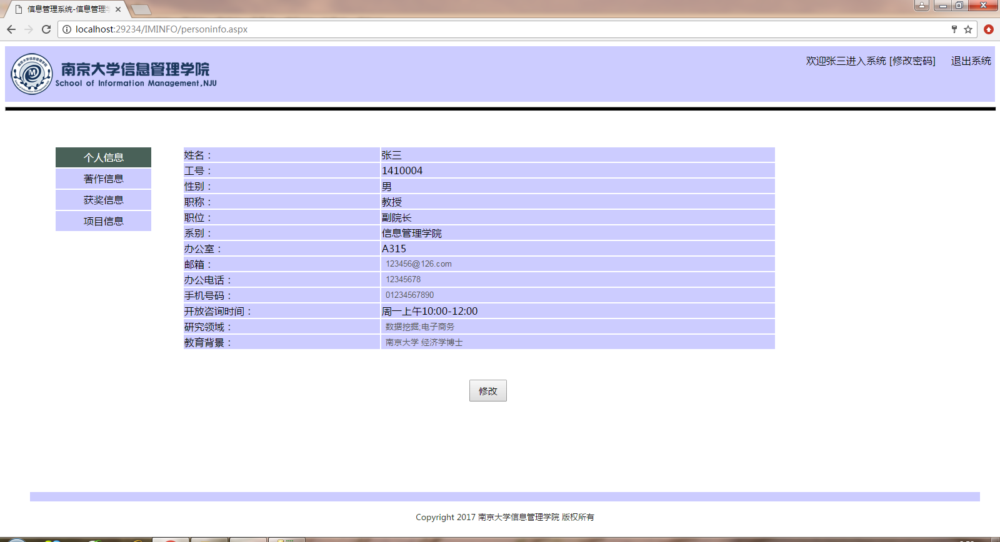 信息管理系统-信息管理
localhost:29234/IMINFO/personinfo.aspx
南京大学信息管理学院
School of Information Management,NJU
欢迎张三进入系统 [修改密码] 退出系统
个人信息
著作信息
获奖信息
项目信息
姓名： 张三
工号： 1410004
性别： 男
职称： 教授
职位： 副院长
系别： 信息管理学院
办公室： A315
邮箱： 123456@126.com
办公电话： 12345678
手机号码： 01234567890
开放咨询时间： 周一上午10:00-12:00
研究领域： 数据挖掘;电子商务
教育背景： 南京大学 经济学博士
修改
Copyright 2017 南京大学信息管理学院 版权所有